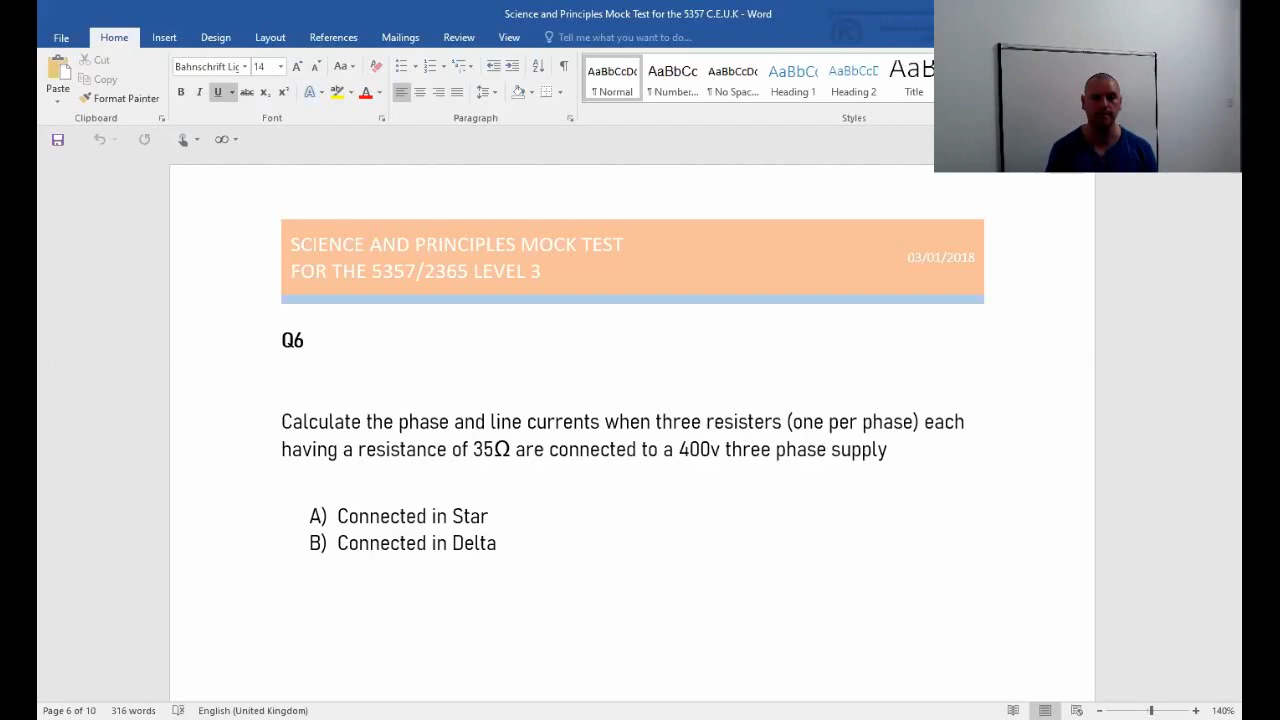 Science and Principles Mock Test for the 5357 C.E.U.K - Word
File Home Insert Design Layout References Mailings Review View Tell me what you want to do...
Paste
Cut
Copy
Format Painter
Clipboard
Bahnschrift Lig 14
Font
Paragraph
AaBbCcDc AaBbCc AaBbCcDc AaBbCc AaBbCcD AaB
¶ Normal ¶ Number... ¶ No Spac... Heading 1 Heading 2 Title
Styles
SCIENCE AND PRINCIPLES MOCK TEST
FOR THE 5357/2365 LEVEL 3
03/01/2018
Q6
Calculate the phase and line currents when three resisters (one per phase) each
having a resistance of 35Ω are connected to a 400v three phase supply
A) Connected in Star
B) Connected in Delta
Page 6 of 10 316 words English (United Kingdom) 140%